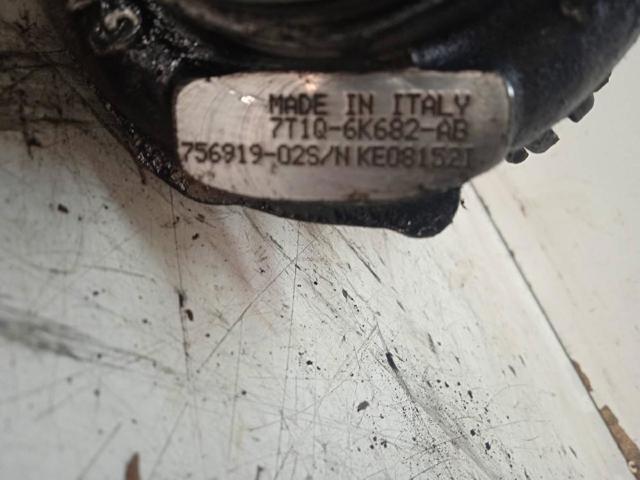 MADE IN ITALY
7T1Q-6K682-AB
756919-02S/N KE08152I